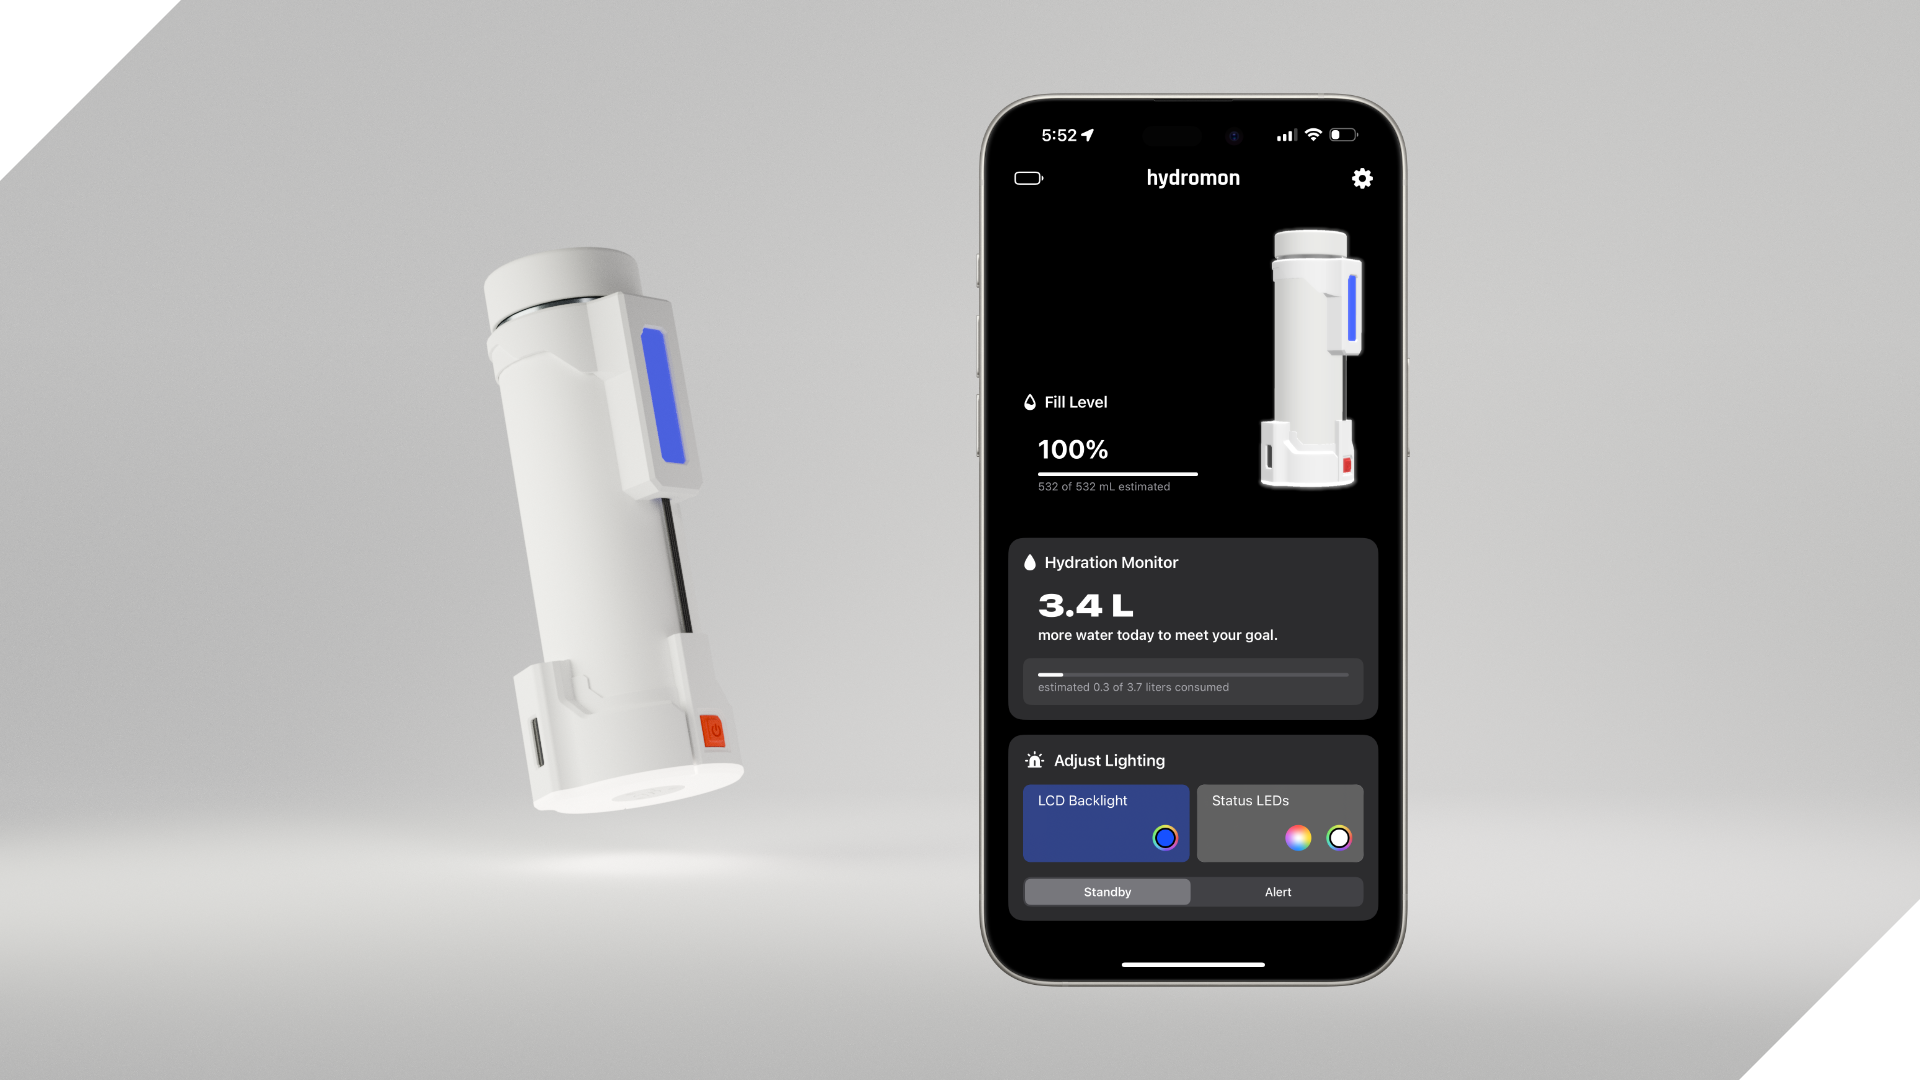 5:52
hydromon
Fill Level
100%
532 of 532 mL estimated
Hydration Monitor
3.4 L
more water today to meet your goal.
estimated 0.3 of 3.7 liters consumed
Adjust Lighting
LCD Backlight
Status LEDs
Standby
Alert